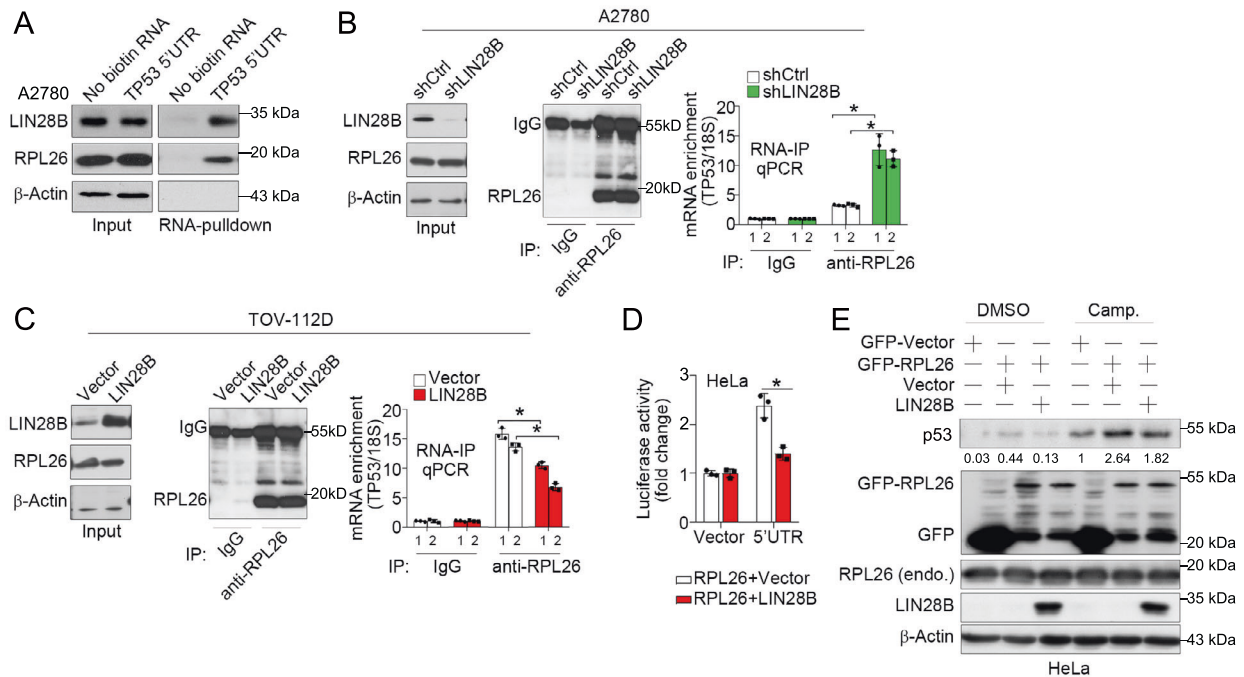 A
No biotin RNA
TP53 5'UTR
No biotin RNA
TP53 5'UTR
A2780
LIN28B
35 kDa
RPL26
20 kDa
β-Actin
43 kDa
Input
RNA-pulldown
B
A2780
shCtrl
shLIN28B
LIN28B
RPL26
β-Actin
Input
shCtrl
shLIN28B
shCtrl
shLIN28B
IgG
55kD
20kD
RPL26
IP:
IgG
anti-RPL26
shCtrl
shLIN28B
mRNA enrichment
(TP53/18S)
20
15
10
5
0
RNA-IP
qPCR
*
*
1 2 1 2 1 2 1 2
IP: IgG anti-RPL26
C
TOV-112D
Vector
LIN28B
LIN28B
RPL26
β-Actin
Input
Vector
LIN28B
Vector
LIN28B
IgG
55kD
20kD
RPL26
IP:
IgG
anti-RPL26
Vector
LIN28B
mRNA enrichment
(TP53/18S)
20
15
10
5
0
RNA-IP
qPCR
*
*
1 2 1 2 1 2 1 2
IP: IgG anti-RPL26
D
HeLa
Luciferase activity
(fold change)
3
2
1
0
*
Vector 5'UTR
RPL26+Vector
RPL26+LIN28B
E
DMSO Camp.
GFP-Vector + − − + − −
GFP-RPL26 − + + − + +
Vector − + − − + −
LIN28B − − + − − +
p53
55 kDa
0.03 0.44 0.13 1 2.64 1.82
GFP-RPL26
55 kDa
GFP
20 kDa
RPL26 (endo.)
20 kDa
LIN28B
35 kDa
β-Actin
43 kDa
HeLa